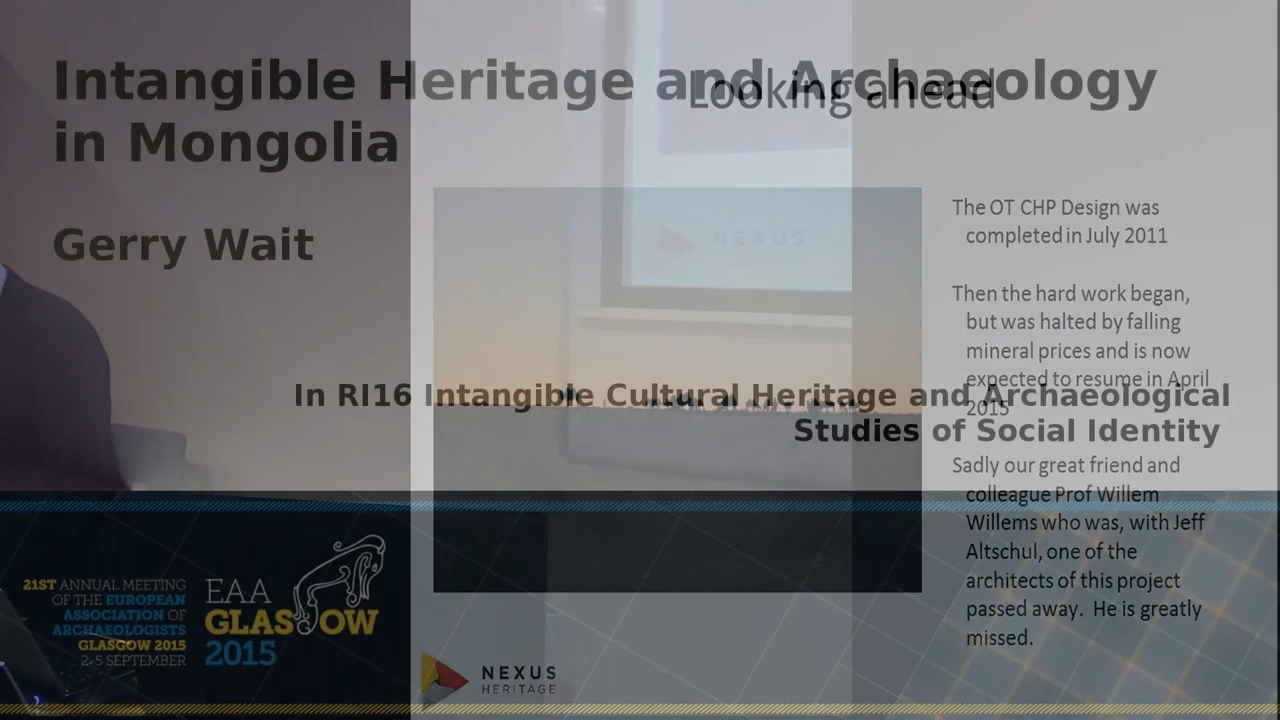 Intangible Heritage and Archaeology
in Mongolia
Gerry Wait
In RI16 Intangible Cultural Heritage and Archaeological
Studies of Social Identity
Looking ahead
The OT CHP Design was
completed in July 2011
Then the hard work began,
but was halted by falling
mineral prices and is now
expected to resume in April
2015
Sadly our great friend and
colleague Prof Willem
Willems who was, with Jeff
Altschul, one of the
architects of this project
passed away. He is greatly
missed.
NEXUS
21ST ANNUAL MEETING
OF THE EUROPEAN
ASSOCIATION OF
ARCHAEOLOGISTS
GLASGOW 2015
2-5 SEPTEMBER
EAA
GLASGOW
2015
NEXUS
HERITAGE